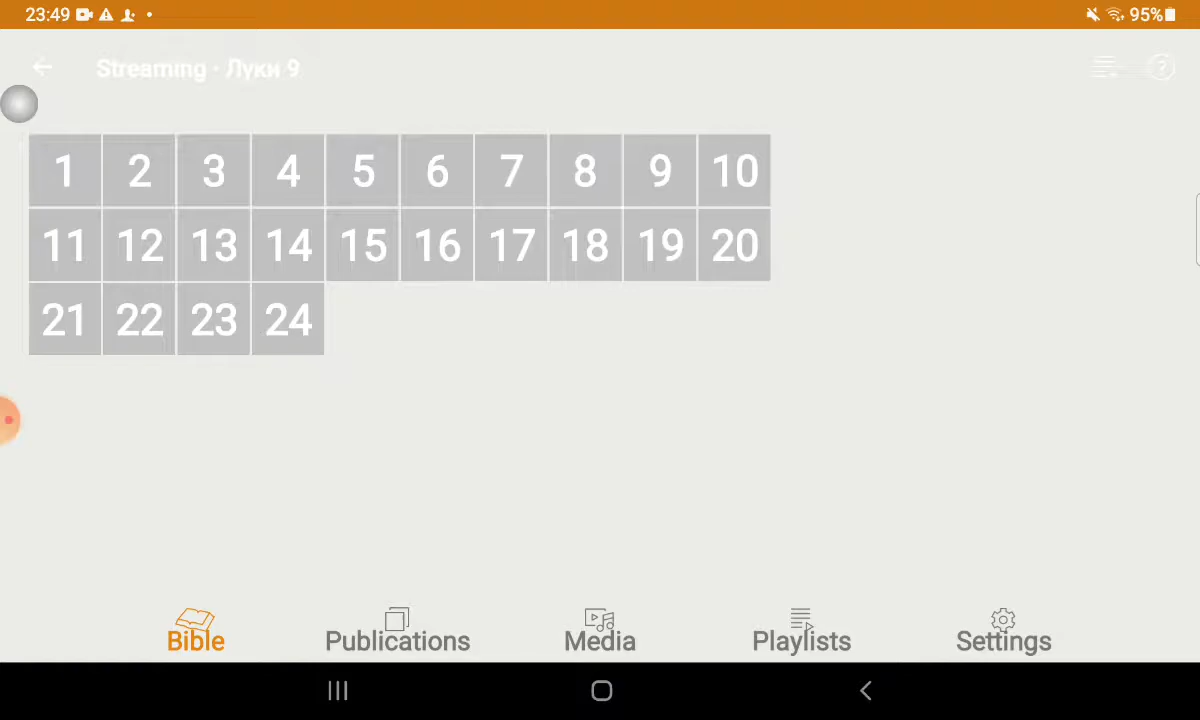 23:49 95%
Streaming · Луки 9
?
1 2 3 4 5 6 7 8 9 10
11 12 13 14 15 16 17 18 19 20
21 22 23 24
Bible Publications Media Playlists Settings